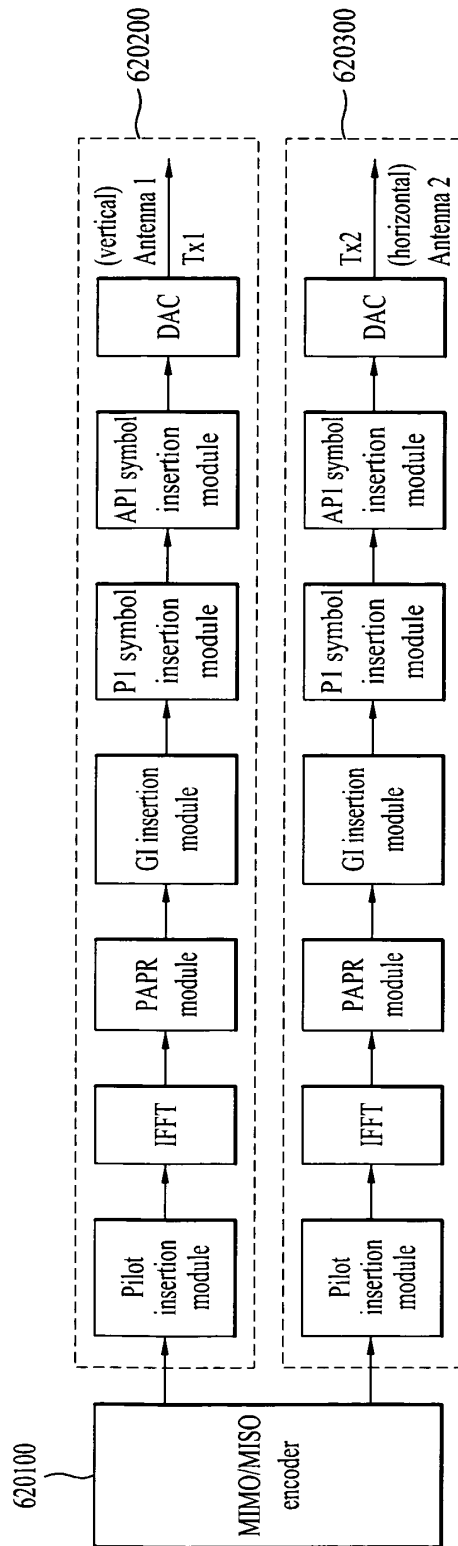 620100
MIMO/MISO
encoder
620200
Pilot
insertion
module
IFFT
PAPR
module
GI insertion
module
P1 symbol
insertion
module
AP1 symbol
insertion
module
DAC
(vertical)
Antenna 1
Tx1
620300
Pilot
insertion
module
IFFT
PAPR
module
GI insertion
module
P1 symbol
insertion
module
AP1 symbol
insertion
module
DAC
Tx2
(horizontal)
Antenna 2